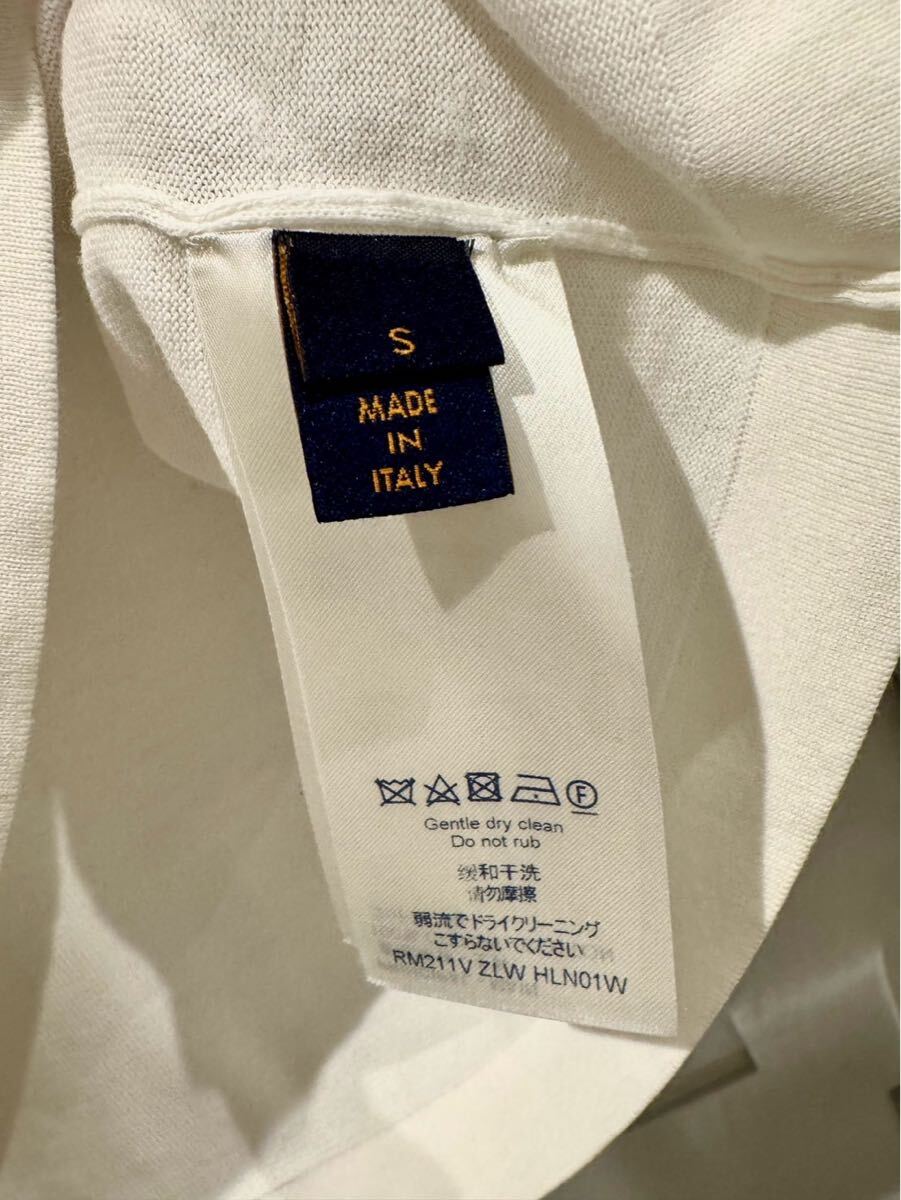 S
MADE
IN
ITALY
F
Gentle dry clean
Do not rub
缓和干洗
请勿摩擦
弱流でドライクリーニング
こすらないでください
RM211V ZLW HLN01W